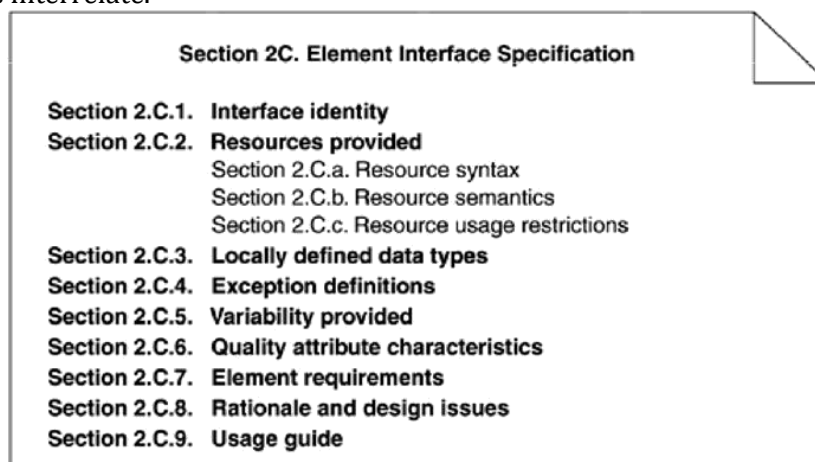 interrelate.
Section 2C. Element Interface Specification
Section 2.C.1. Interface identity
Section 2.C.2. Resources provided
Section 2.C.a. Resource syntax
Section 2.C.b. Resource semantics
Section 2.C.c. Resource usage restrictions
Section 2.C.3. Locally defined data types
Section 2.C.4. Exception definitions
Section 2.C.5. Variability provided
Section 2.C.6. Quality attribute characteristics
Section 2.C.7. Element requirements
Section 2.C.8. Rationale and design issues
Section 2.C.9. Usage guide